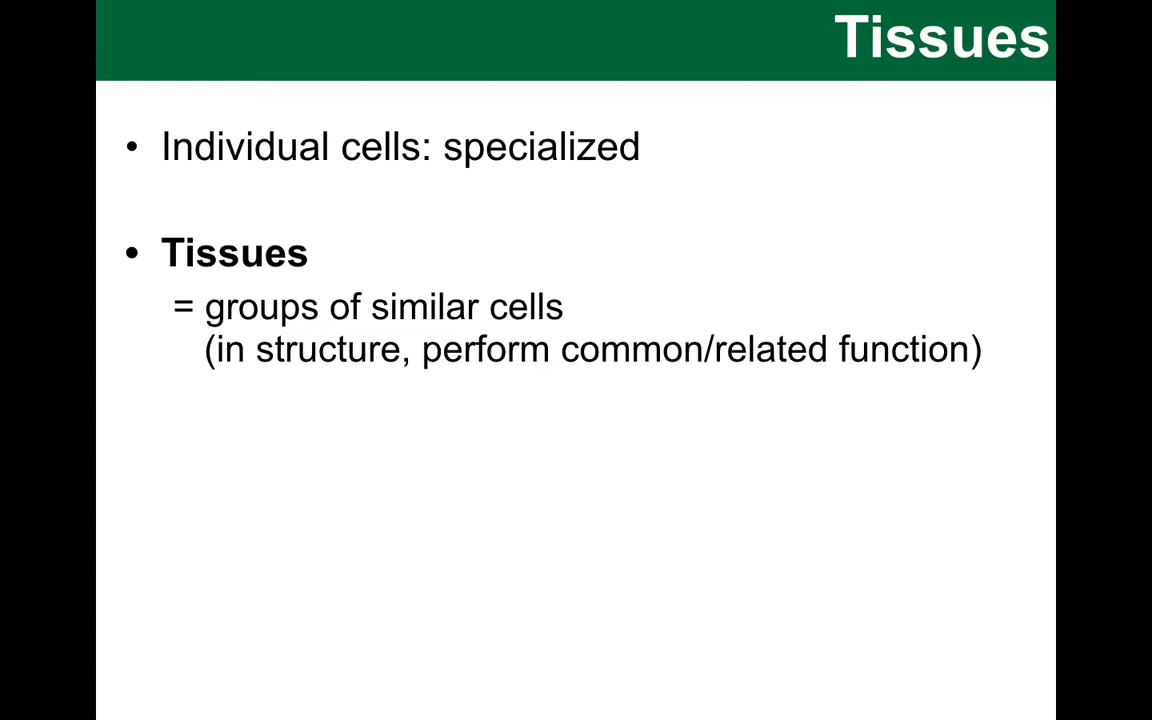 Tissues
• Individual cells: specialized
• Tissues
= groups of similar cells
(in structure, perform common/related function)